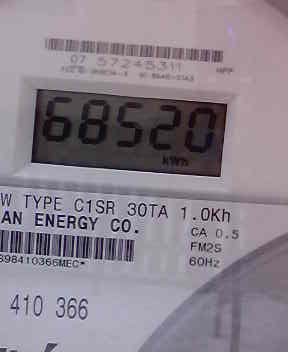 07 57245311
68520
kWh
W TYPE C1SR 30TA 1.0Kh
AN ENERGY CO.
CA 0.5
FM2S
898410366MEC*
60Hz
410 366